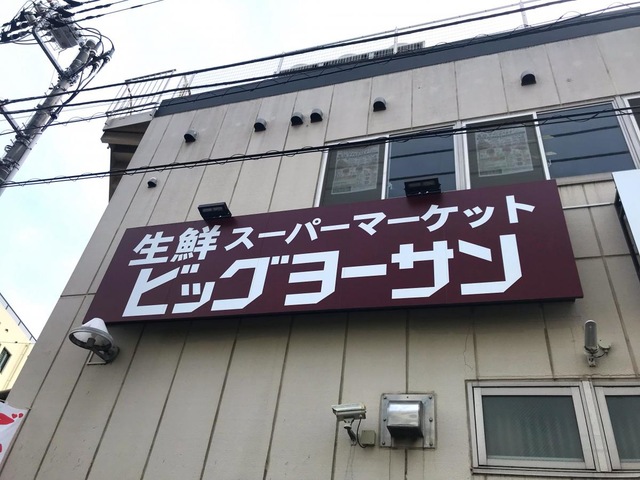 生鮮 スーパーマーケット
ビッグヨーサン